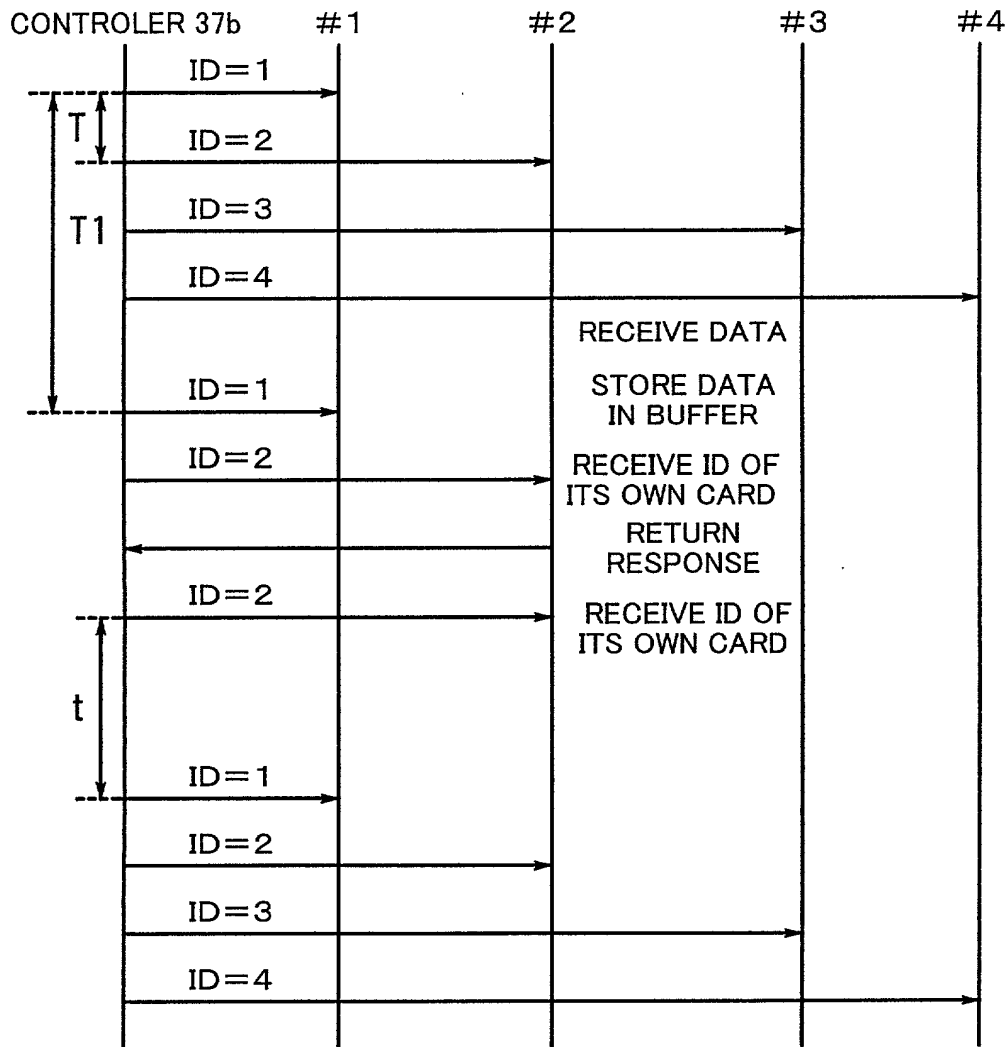 CONTROLER 37b #1 #2 #3 #4
ID=1
T
ID=2
ID=3
T1
ID=4
RECEIVE DATA
ID=1
STORE DATA
IN BUFFER
ID=2
RECEIVE ID OF
ITS OWN CARD
RETURN
RESPONSE
ID=2
RECEIVE ID OF
ITS OWN CARD
t
ID=1
ID=2
ID=3
ID=4